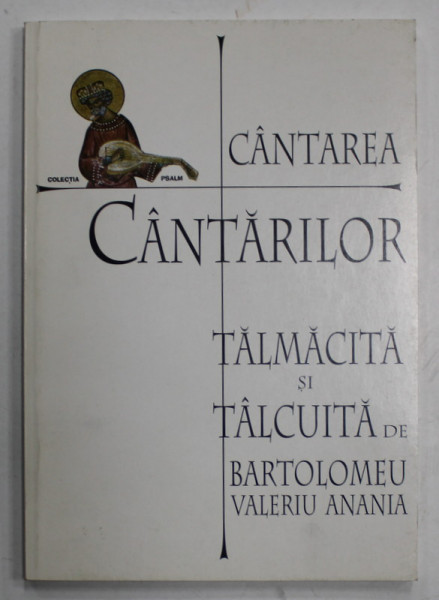 COLECȚIA PSALM
CÂNTAREA
CÂNTĂRILOR
TĂLMĂCITĂ
ȘI
TÂLCUITĂ DE
BARTOLOMEU
VALERIU ANANIA